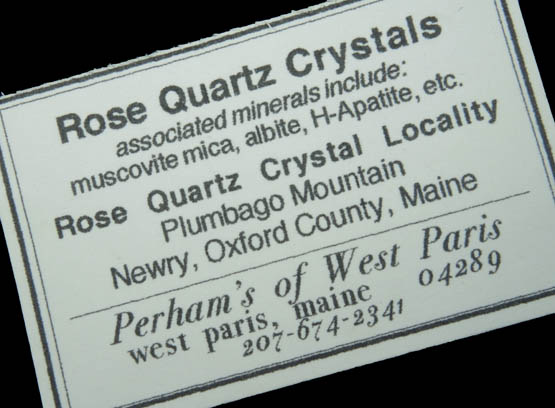 Rose Quartz Crystals
associated minerals include:
muscovite mica, albite, H-Apatite, etc.
Rose Quartz Crystal Locality
Plumbago Mountain
Newry, Oxford County, Maine
Perham's of West Paris
west paris, maine 04289
207-674-2341